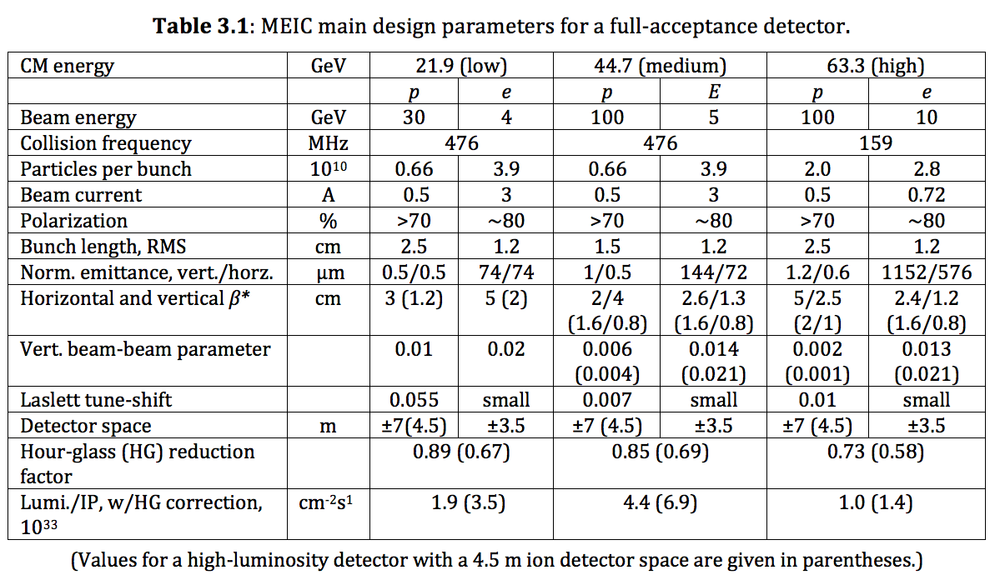 Table 3.1: MEIC main design parameters for a full-acceptance detector.
CM energy GeV 21.9 (low) 44.7 (medium) 63.3 (high)
p e p E p e
Beam energy GeV 30 4 100 5 100 10
Collision frequency MHz 476 476 159
Particles per bunch 10¹⁰ 0.66 3.9 0.66 3.9 2.0 2.8
Beam current A 0.5 3 0.5 3 0.5 0.72
Polarization % >70 ~80 >70 ~80 >70 ~80
Bunch length, RMS cm 2.5 1.2 1.5 1.2 2.5 1.2
Norm. emittance, vert./horz. μm 0.5/0.5 74/74 1/0.5 144/72 1.2/0.6 1152/576
Horizontal and vertical β* cm 3 (1.2) 5 (2) 2/4 2.6/1.3 5/2.5 2.4/1.2
(1.6/0.8) (1.6/0.8) (2/1) (1.6/0.8)
Vert. beam-beam parameter 0.01 0.02 0.006 0.014 0.002 0.013
(0.004) (0.021) (0.001) (0.021)
Laslett tune-shift 0.055 small 0.007 small 0.01 small
Detector space m ±7(4.5) ±3.5 ±7 (4.5) ±3.5 ±7 (4.5) ±3.5
Hour-glass (HG) reduction 0.89 (0.67) 0.85 (0.69) 0.73 (0.58)
factor
Lumi./IP, w/HG correction, cm⁻²s¹ 1.9 (3.5) 4.4 (6.9) 1.0 (1.4)
10³³
(Values for a high-luminosity detector with a 4.5 m ion detector space are given in parentheses.)